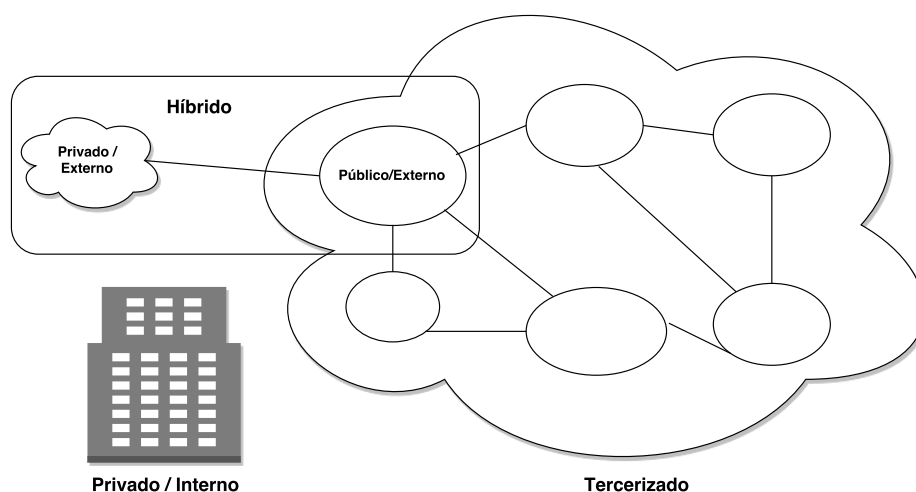 Híbrido
Privado /
Externo
Público/Externo
Privado / Interno
Tercerizado